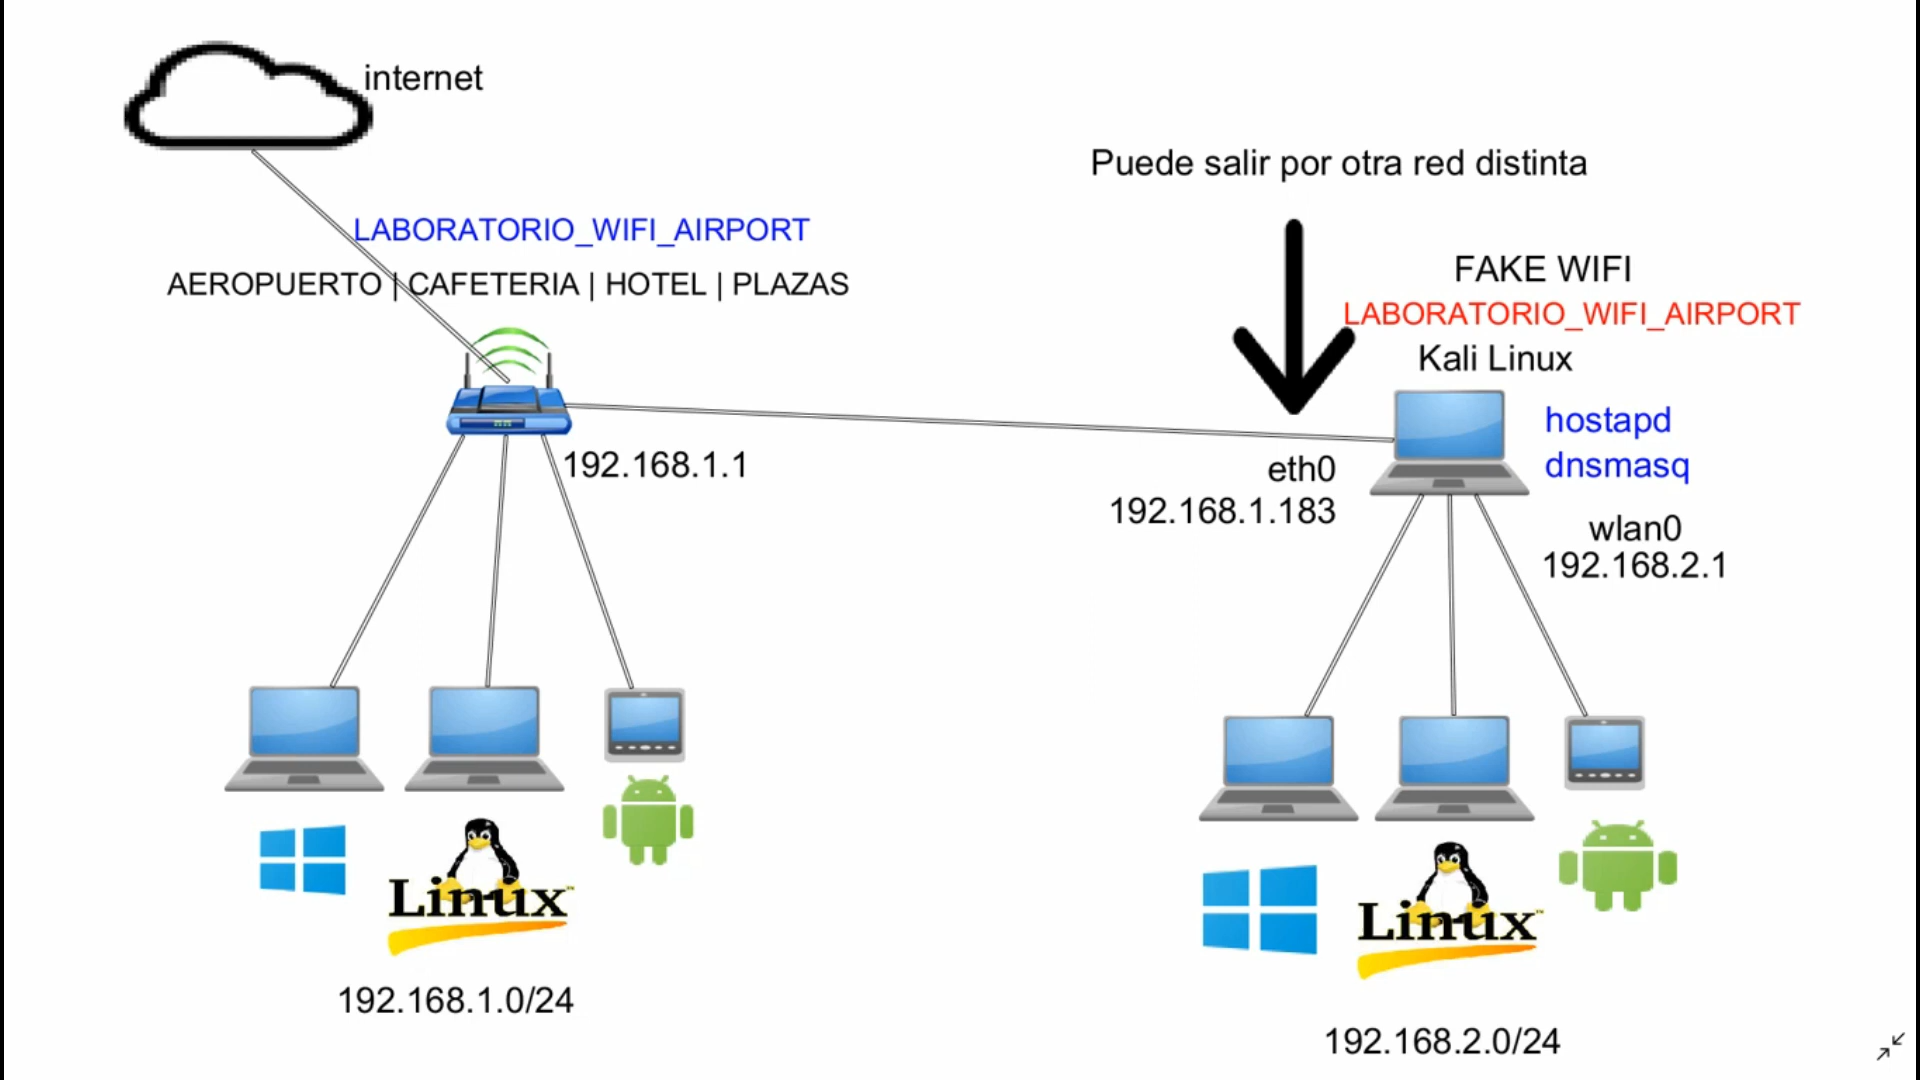 internet
Puede salir por otra red distinta
LABORATORIO_WIFI_AIRPORT
AEROPUERTO | CAFETERIA | HOTEL | PLAZAS
FAKE WIFI
LABORATORIO_WIFI_AIRPORT
Kali Linux
hostapd
dnsmasq
192.168.1.1
eth0
192.168.1.183
wlan0
192.168.2.1
Linux™
Linux™
192.168.1.0/24
192.168.2.0/24